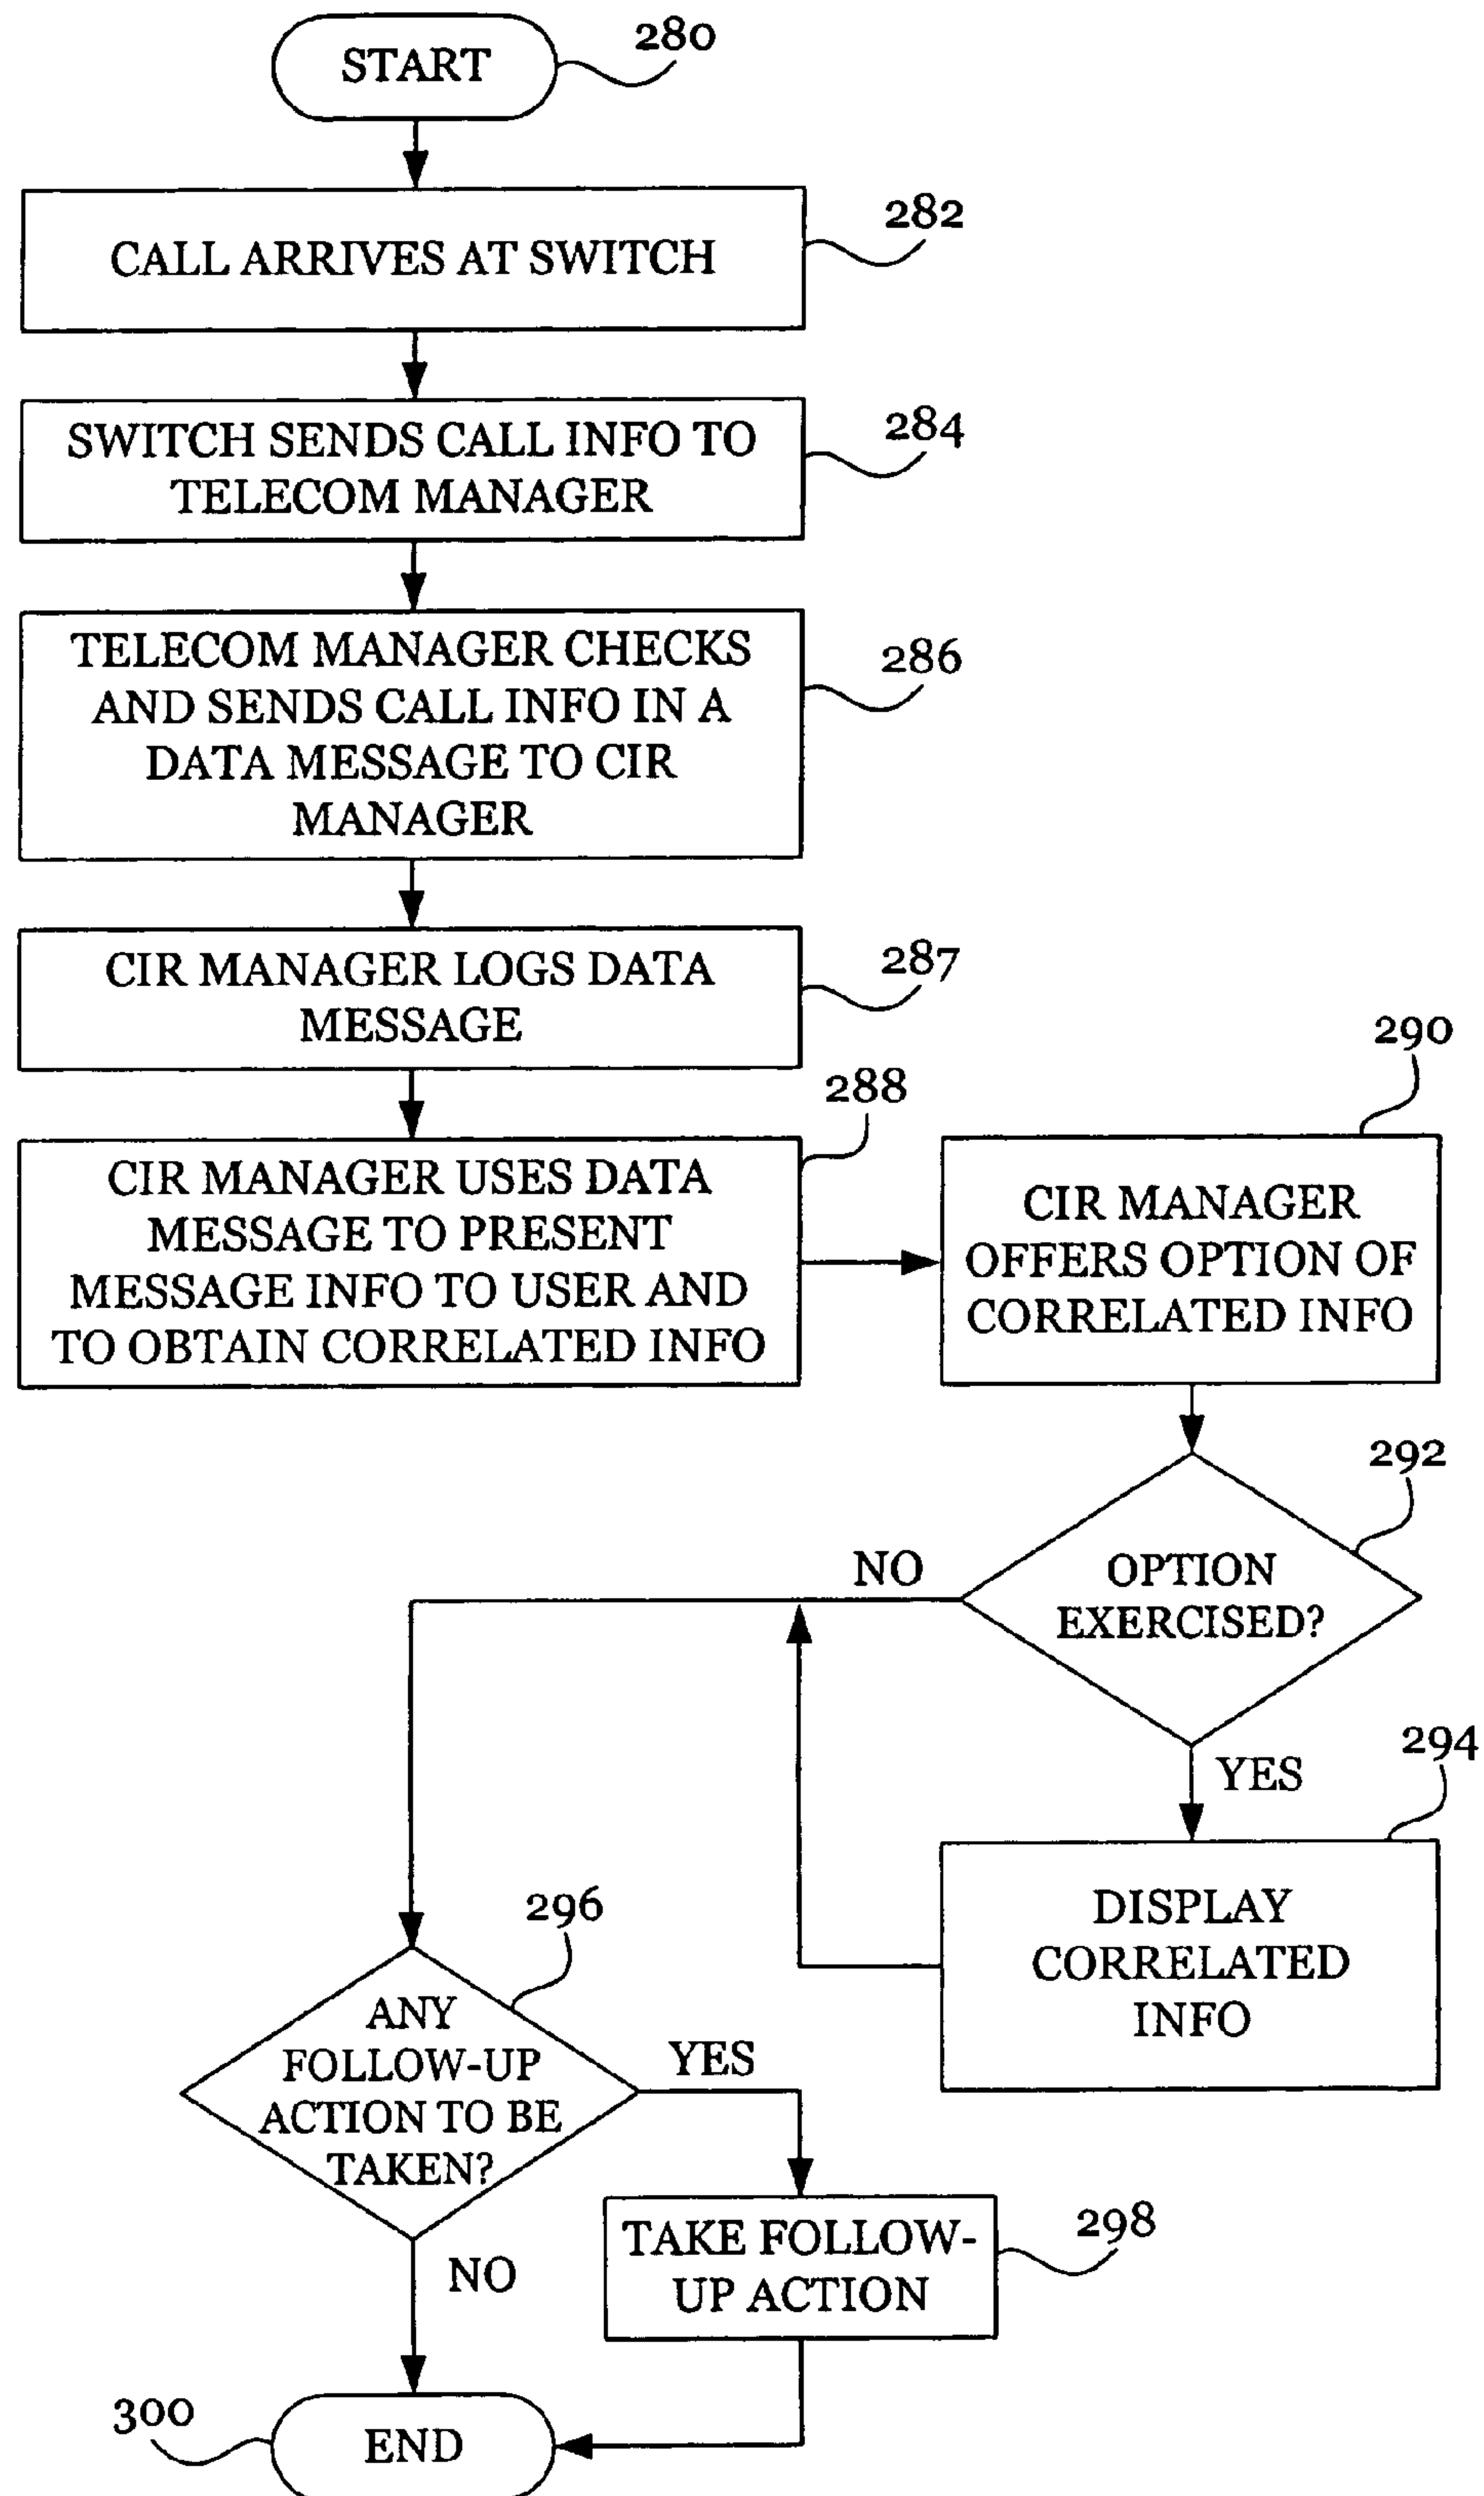 START
280
CALL ARRIVES AT SWITCH
282
SWITCH SENDS CALL INFO TO
TELECOM MANAGER
284
TELECOM MANAGER CHECKS
AND SENDS CALL INFO IN A
DATA MESSAGE TO CIR
MANAGER
286
CIR MANAGER LOGS DATA
MESSAGE
287
CIR MANAGER USES DATA
MESSAGE TO PRESENT
MESSAGE INFO TO USER AND
TO OBTAIN CORRELATED INFO
288
CIR MANAGER
OFFERS OPTION OF
CORRELATED INFO
290
OPTION
EXERCISED?
292
NO
YES
DISPLAY
CORRELATED
INFO
294
ANY
FOLLOW-UP
ACTION TO BE
TAKEN?
296
YES
NO
TAKE FOLLOW-
UP ACTION
298
END
300